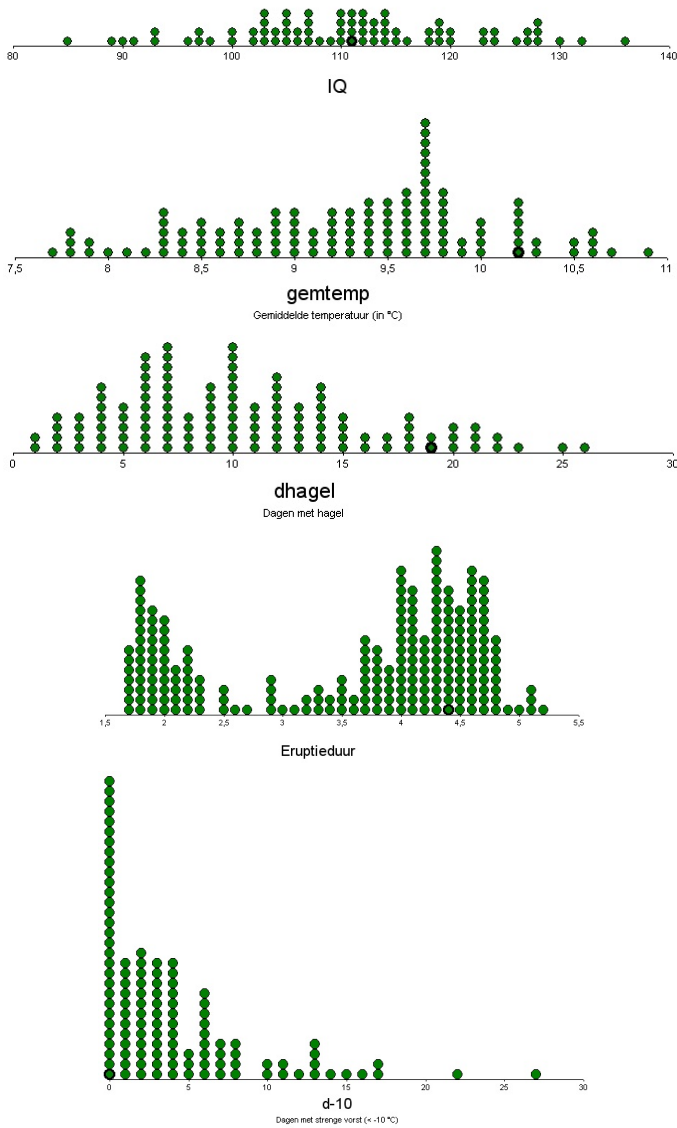 80 90 100 110 120 130 140
IQ
7,5 8 8,5 9 9,5 10 10,5 11
gemtemp
Gemiddelde temperatuur (in °C)
0 5 10 15 20 25 30
dhagel
Dagen met hagel
1,5 2 2,5 3 3,5 4 4,5 5 5,5
Eruptieduur
0 5 10 15 20 25 30
d-10
Dagen met strenge vorst (< -10 °C)